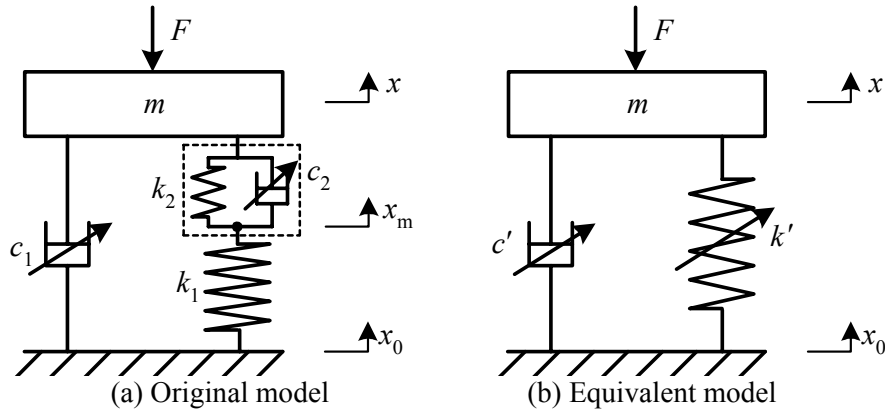 F
m
x
k₂
c₂
xₘ
c₁
k₁
x₀
(a) Original model
F
m
x
c'
k'
x₀
(b) Equivalent model